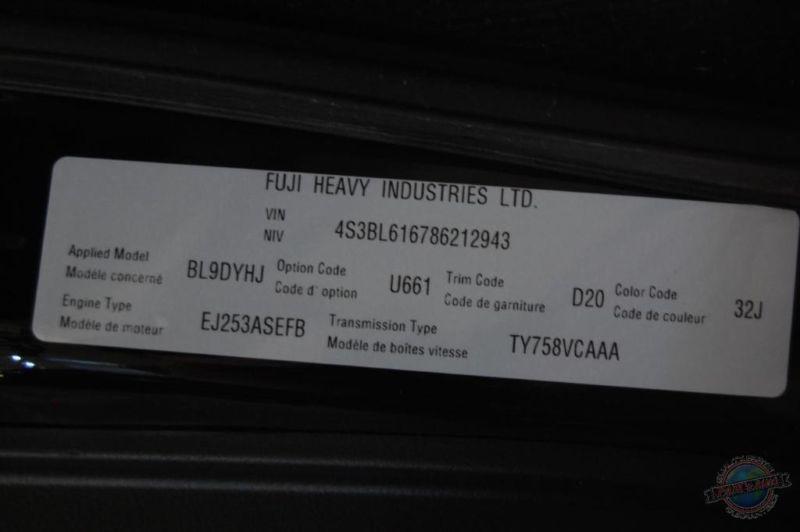 FUJI HEAVY INDUSTRIES LTD.
VIN
NIV
4S3BL616786212943
Applied Model
Modèle concerné
BL9DYHJ
Option Code
Code d' option
U661
Trim Code
Code de garniture
D20
Color Code
Code de couleur
32J
Engine Type
Modèle de moteur
EJ253ASEFB
Transmission Type
Modèle de boîtes vitesse
TY758VCAAA